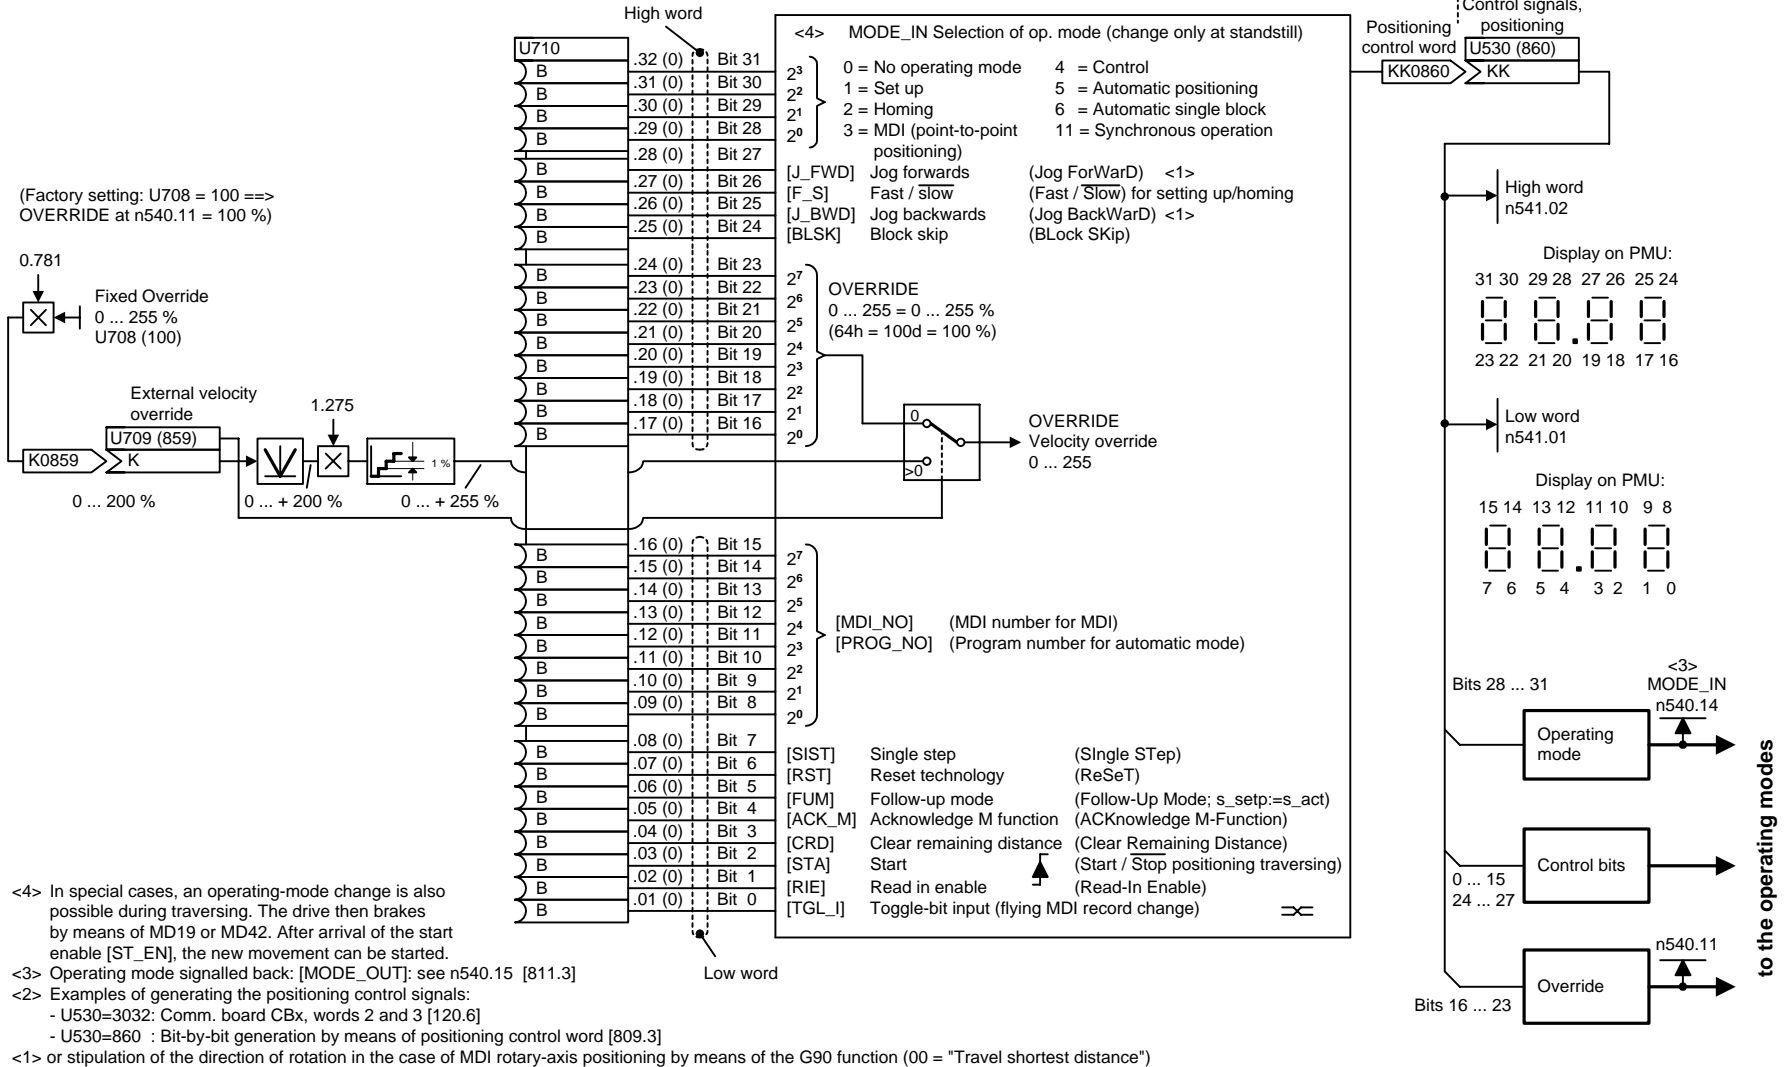 High word
Control signals,
positioning
Positioning
control word
U530 (860)
KK0860
KK
U710
<4> MODE_IN Selection of op. mode (change only at standstill)
B .32 (0) Bit 31 2³
B .31 (0) Bit 30 2²
B .30 (0) Bit 29 2¹
B .29 (0) Bit 28 2⁰
0 = No operating mode 4 = Control
1 = Set up 5 = Automatic positioning
2 = Homing 6 = Automatic single block
3 = MDI (point-to-point 11 = Synchronous operation
positioning)
B .28 (0) Bit 27 [J_FWD] Jog forwards (Jog ForWarD) <1>
B .27 (0) Bit 26 [F_S] Fast / slow (Fast / Slow) for setting up/homing
B .26 (0) Bit 25 [J_BWD] Jog backwards (Jog BackWarD) <1>
B .25 (0) Bit 24 [BLSK] Block skip (BLock SKip)
B .24 (0) Bit 23 2⁷
B .23 (0) Bit 22 2⁶
B .22 (0) Bit 21 2⁵
B .21 (0) Bit 20 2⁴
B .20 (0) Bit 19 2³
B .19 (0) Bit 18 2²
B .18 (0) Bit 17 2¹
B .17 (0) Bit 16 2⁰
OVERRIDE
0 ... 255 = 0 ... 255 %
(64h = 100d = 100 %)
0
>0
OVERRIDE
Velocity override
0 ... 255
(Factory setting: U708 = 100 ==>
OVERRIDE at n540.11 = 100 %)
0.781
Fixed Override
0 ... 255 %
U708 (100)
External velocity
override
U709 (859)
K0859
K
1.275
1 %
0 ... 200 %
0 ... + 200 %
0 ... + 255 %
B .16 (0) Bit 15 2⁷
B .15 (0) Bit 14 2⁶
B .14 (0) Bit 13 2⁵
B .13 (0) Bit 12 2⁴
B .12 (0) Bit 11 2³
B .11 (0) Bit 10 2²
B .10 (0) Bit 9 2¹
B .09 (0) Bit 8 2⁰
[MDI_NO] (MDI number for MDI)
[PROG_NO] (Program number for automatic mode)
B .08 (0) Bit 7 [SIST] Single step (SIngle STep)
B .07 (0) Bit 6 [RST] Reset technology (ReSeT)
B .06 (0) Bit 5 [FUM] Follow-up mode (Follow-Up Mode; s_setp:=s_act)
B .05 (0) Bit 4 [ACK_M] Acknowledge M function (ACKnowledge M-Function)
B .04 (0) Bit 3 [CRD] Clear remaining distance (Clear Remaining Distance)
B .03 (0) Bit 2 [STA] Start (Start / Stop positioning traversing)
B .02 (0) Bit 1 [RIE] Read in enable (Read-In Enable)
B .01 (0) Bit 0 [TGL_I] Toggle-bit input (flying MDI record change)
Low word
High word
n541.02
Display on PMU:
31 30 29 28 27 26 25 24
23 22 21 20 19 18 17 16
Low word
n541.01
Display on PMU:
15 14 13 12 11 10 9 8
7 6 5 4 3 2 1 0
Bits 28 ... 31
<3>
MODE_IN
n540.14
Operating
mode
0 ... 15
24 ... 27
Control bits
n540.11
Override
Bits 16 ... 23
to the operating modes
<4> In special cases, an operating-mode change is also
possible during traversing. The drive then brakes
by means of MD19 or MD42. After arrival of the start
enable [ST_EN], the new movement can be started.
<3> Operating mode signalled back: [MODE_OUT]: see n540.15 [811.3]
<2> Examples of generating the positioning control signals:
- U530=3032: Comm. board CBx, words 2 and 3 [120.6]
- U530=860 : Bit-by-bit generation by means of positioning control word [809.3]
<1> or stipulation of the direction of rotation in the case of MDI rotary-axis positioning by means of the G90 function (00 = "Travel shortest distance")